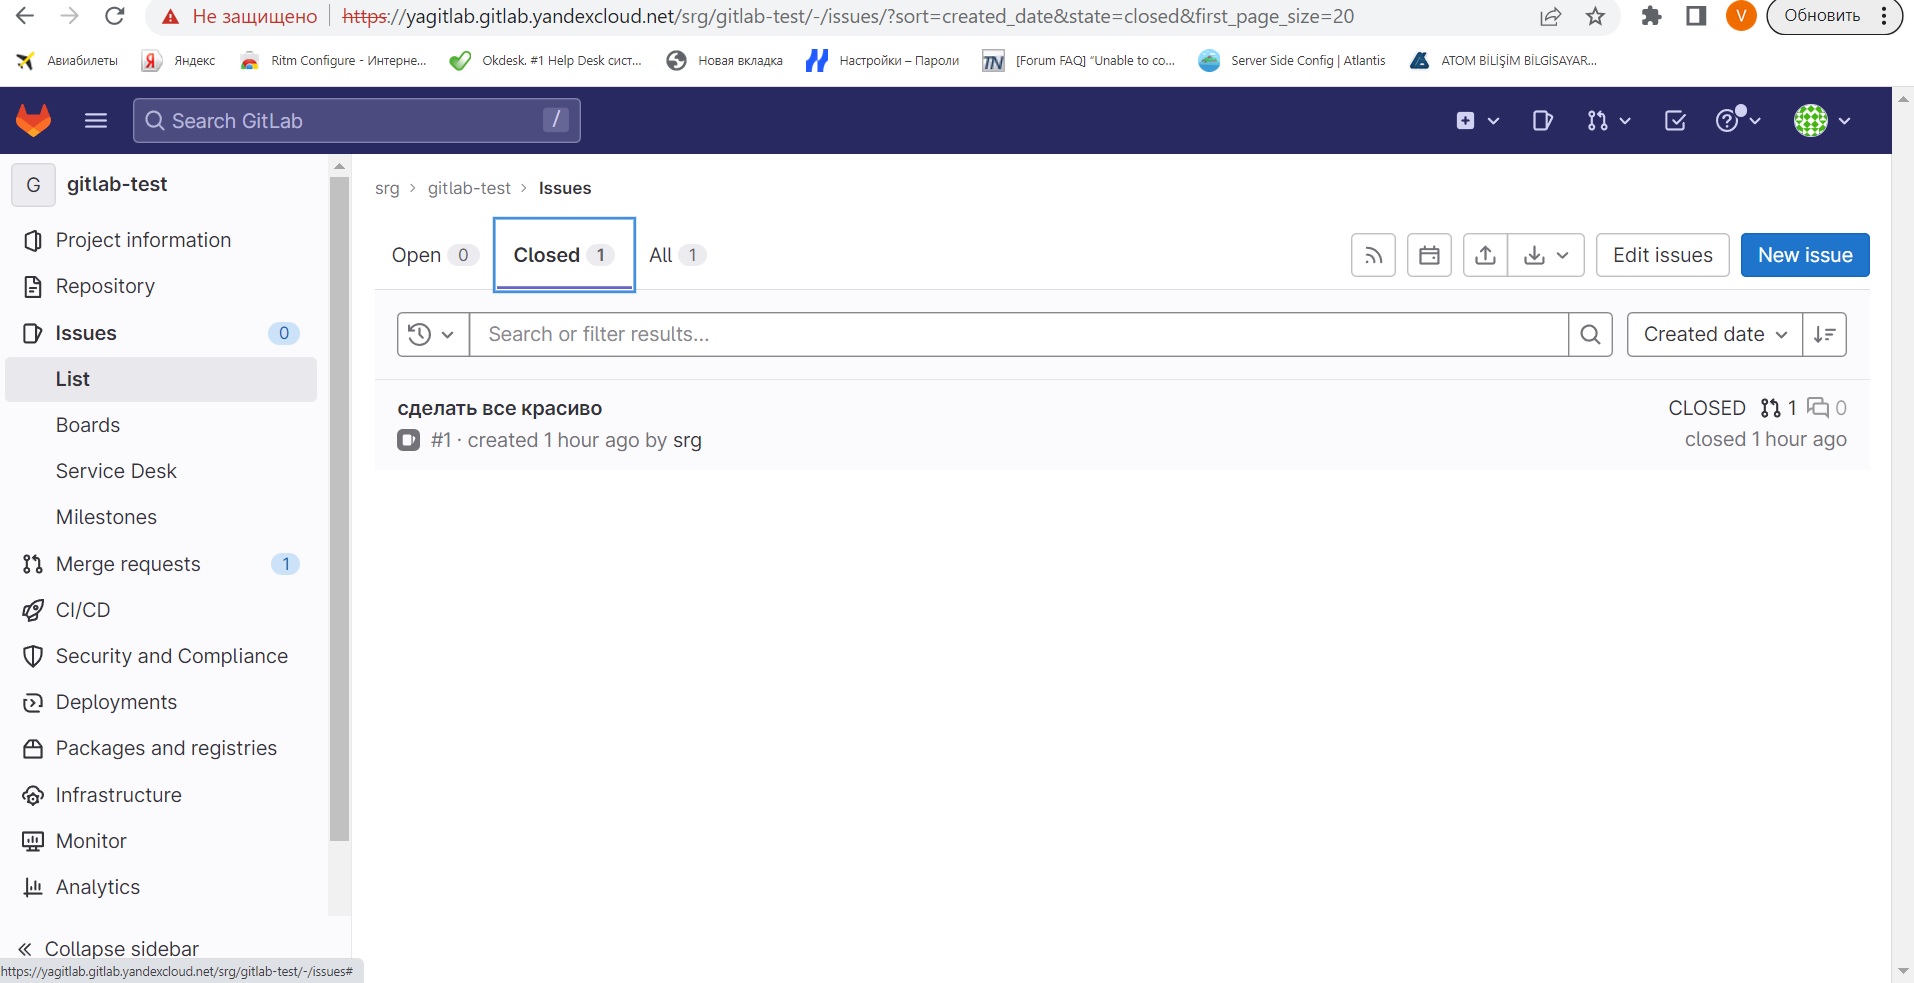 Не защищено
https://yagitlab.gitlab.yandexcloud.net/srg/gitlab-test/-/issues/?sort=created_date&state=closed&first_page_size=20
V
Обновить
Авиабилеты
Я Яндекс
Ritm Configure - Интерне...
Okdesk. #1 Help Desk сист...
Новая вкладка
Настройки – Пароли
TN [Forum FAQ] “Unable to co...
Server Side Config | Atlantis
ATOM BİLİŞİM BİLGİSAYAR...
Search GitLab /
G gitlab-test
Project information
Repository
Issues 0
List
Boards
Service Desk
Milestones
Merge requests 1
CI/CD
Security and Compliance
Deployments
Packages and registries
Infrastructure
Monitor
Analytics
Collapse sidebar
https://yagitlab.gitlab.yandexcloud.net/srg/gitlab-test/-/issues#
srg > gitlab-test > Issues
Open 0 Closed 1 All 1
Edit issues
New issue
Search or filter results...
Created date
сделать все красиво
CLOSED 1 0
#1 · created 1 hour ago by srg
closed 1 hour ago